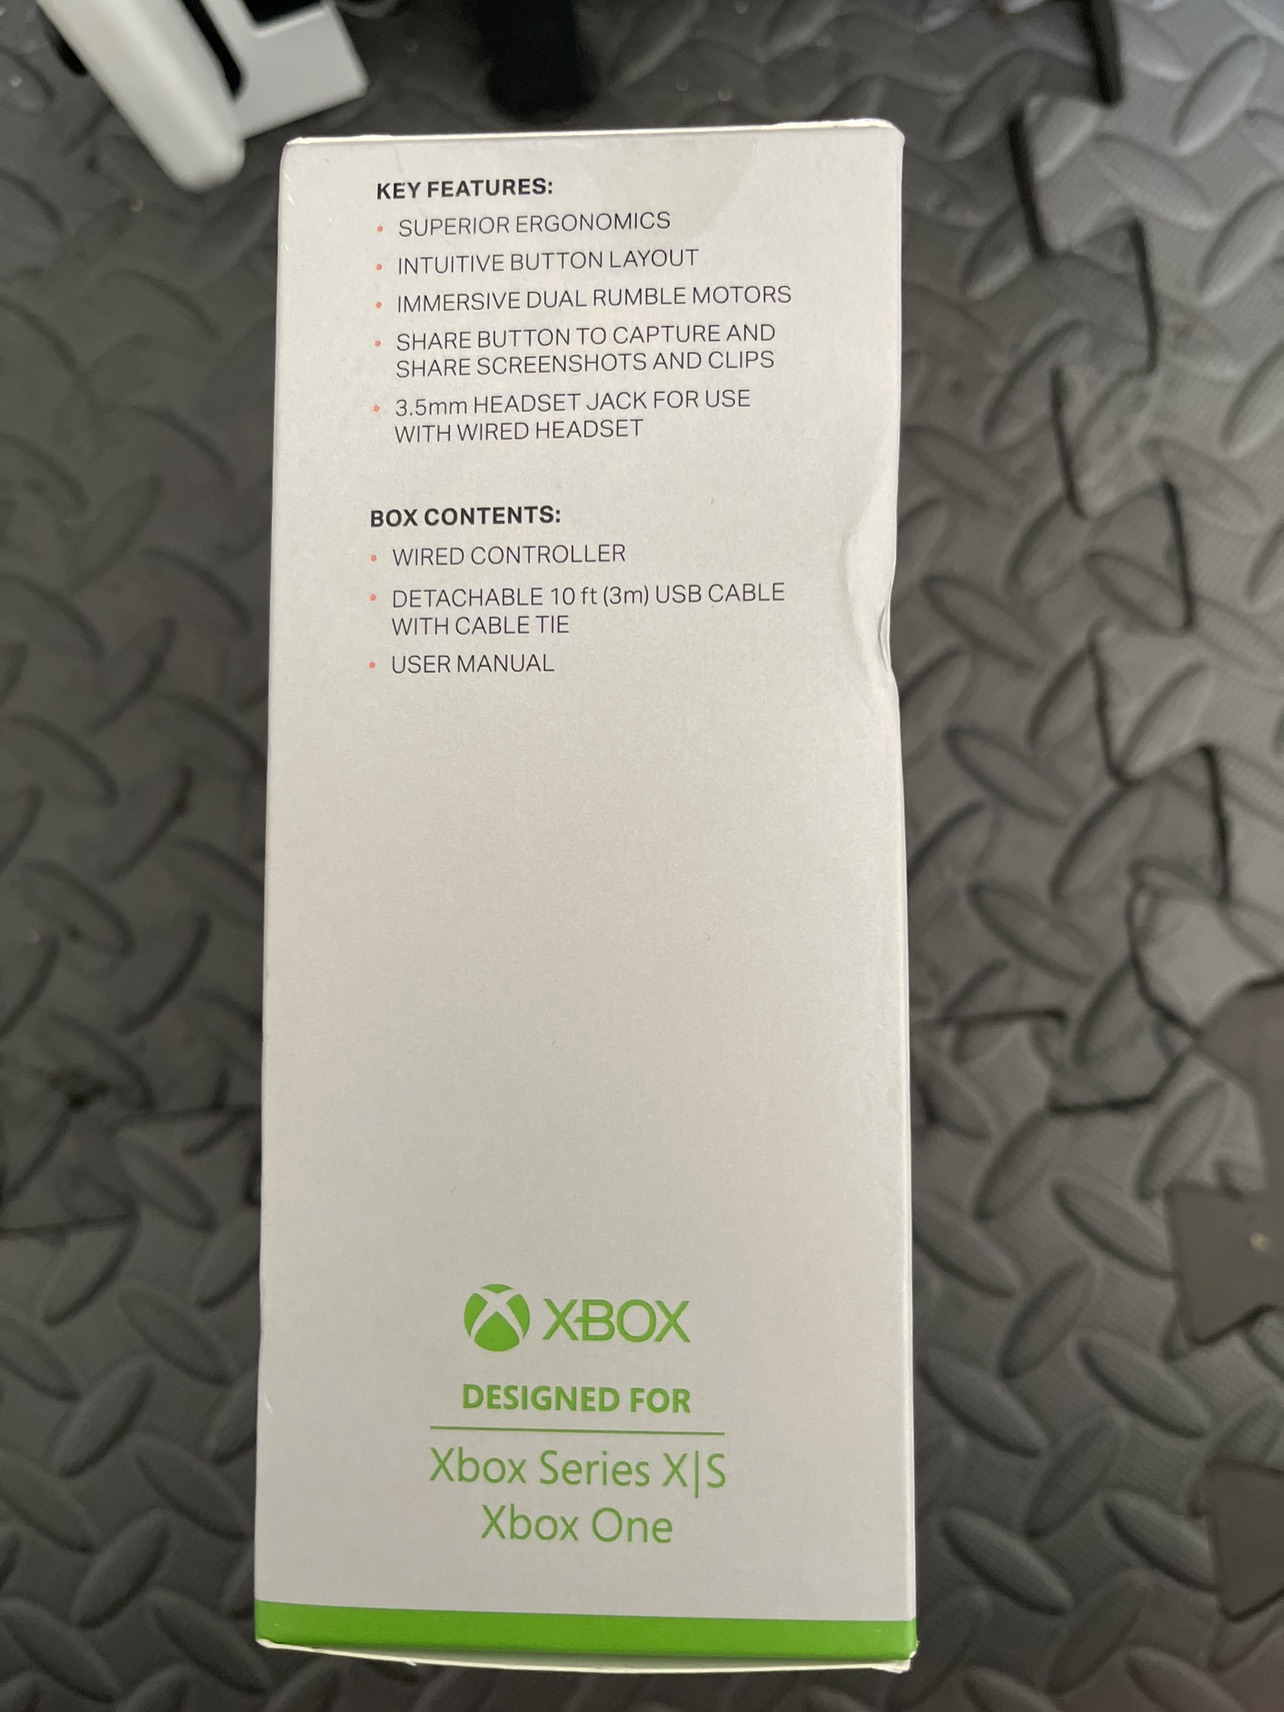 KEY FEATURES:
• SUPERIOR ERGONOMICS
• INTUITIVE BUTTON LAYOUT
• IMMERSIVE DUAL RUMBLE MOTORS
• SHARE BUTTON TO CAPTURE AND
SHARE SCREENSHOTS AND CLIPS
• 3.5mm HEADSET JACK FOR USE
WITH WIRED HEADSET
BOX CONTENTS:
• WIRED CONTROLLER
• DETACHABLE 10 ft (3m) USB CABLE
WITH CABLE TIE
• USER MANUAL
XBOX
DESIGNED FOR
Xbox Series X|S
Xbox One